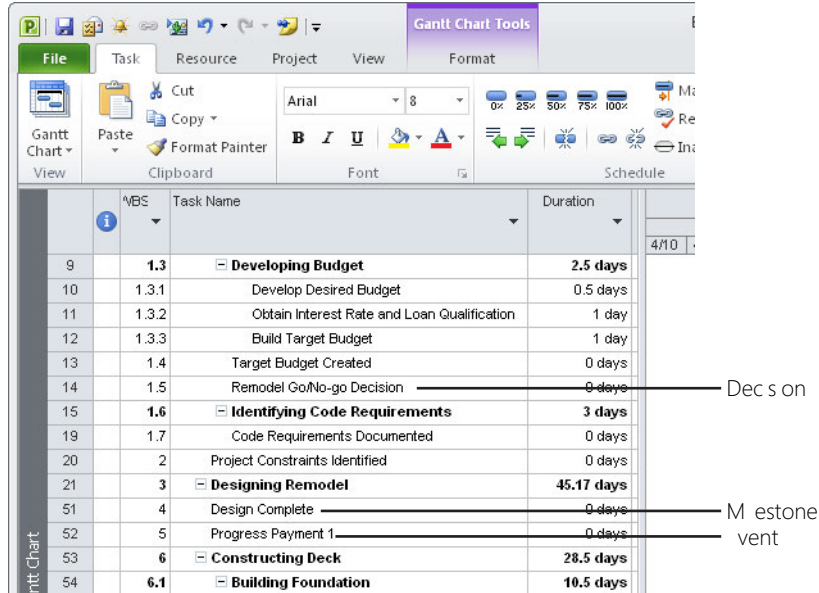 Gantt Chart Tools
File Task Resource Project View Format
Cut
Copy
Format Painter
Paste
Gantt Chart
Arial 8
B I U A
0% 25% 50% 75% 100%
Ma
Re
Ina
View Clipboard Font Schedule
WBS Task Name Duration
4/10
9 1.3 Developing Budget 2.5 days
10 1.3.1 Develop Desired Budget 0.5 days
11 1.3.2 Obtain Interest Rate and Loan Qualification 1 day
12 1.3.3 Build Target Budget 1 day
13 1.4 Target Budget Created 0 days
14 1.5 Remodel Go/No-go Decision 0 days Dec s on
15 1.6 Identifying Code Requirements 3 days
19 1.7 Code Requirements Documented 0 days
20 2 Project Constraints Identified 0 days
21 3 Designing Remodel 45.17 days
51 4 Design Complete 0 days M estone
52 5 Progress Payment 1 0 days vent
53 6 Constructing Deck 28.5 days
54 6.1 Building Foundation 10.5 days
ntt Chart